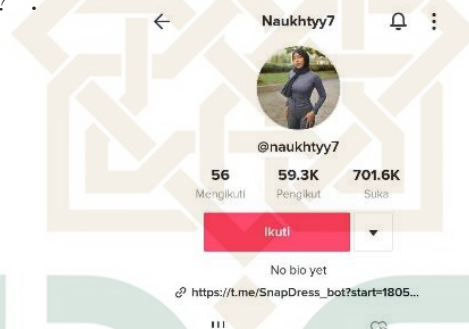 ?
Naukhtyy7
@naukhtyy7
56 59.3K 701.6K
Mengikuti Pengikut Suka
Ikuti
No bio yet
https://t.me/SnapDress_bot?start=1805...